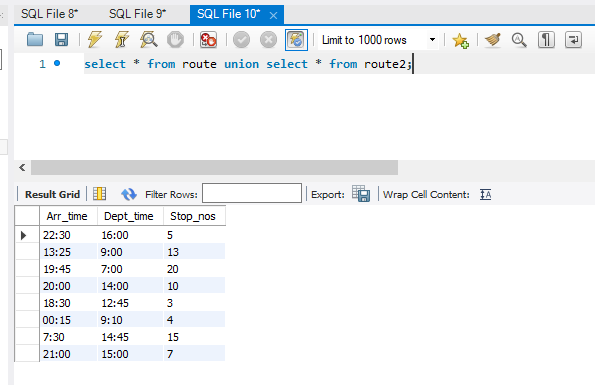 SQL File 8* SQL File 9* SQL File 10* ×
Limit to 1000 rows
1 select * from route union select * from route2;
Result Grid Filter Rows: Export: Wrap Cell Content:
Arr_time Dept_time Stop_nos
22:30 16:00 5
13:25 9:00 13
19:45 7:00 20
20:00 14:00 10
18:30 12:45 3
00:15 9:10 4
7:30 14:45 15
21:00 15:00 7